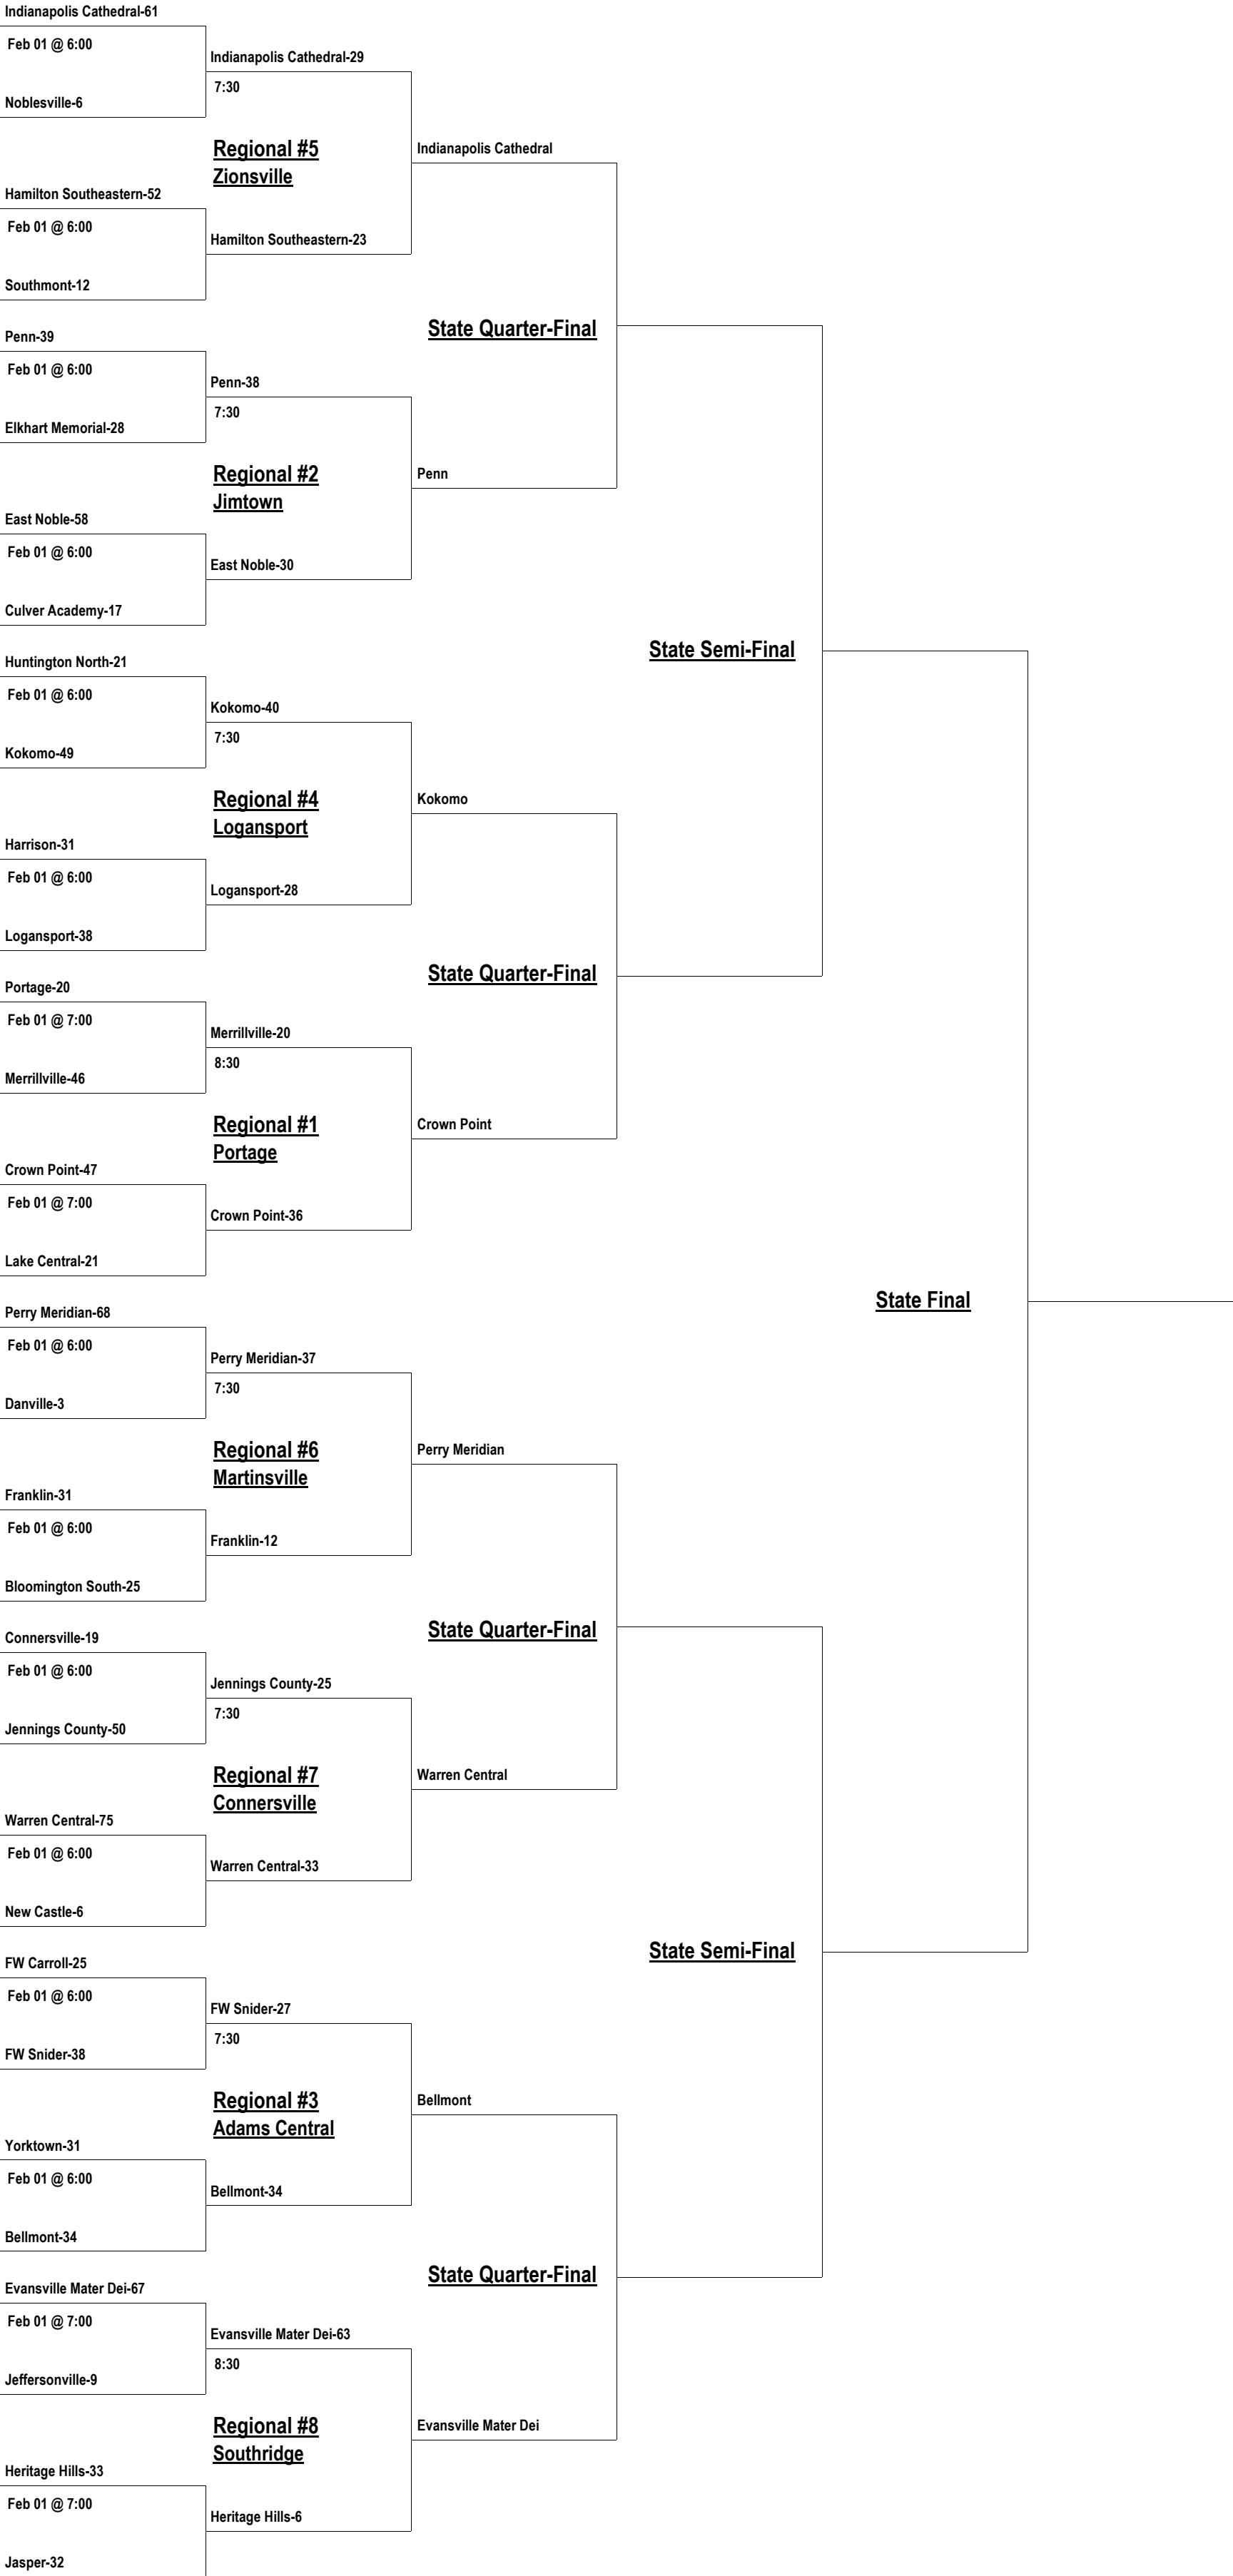 Indianapolis Cathedral-61
Feb 01 @ 6:00
Indianapolis Cathedral-29
7:30
Noblesville-6
Regional #5
Indianapolis Cathedral
Zionsville
Hamilton Southeastern-52
Feb 01 @ 6:00
Hamilton Southeastern-23
Southmont-12
State Quarter-Final
Penn-39
Feb 01 @ 6:00
Penn-38
7:30
Elkhart Memorial-28
Regional #2
Penn
Jimtown
East Noble-58
Feb 01 @ 6:00
East Noble-30
Culver Academy-17
State Semi-Final
Huntington North-21
Feb 01 @ 6:00
Kokomo-40
7:30
Kokomo-49
Regional #4
Kokomo
Logansport
Harrison-31
Feb 01 @ 6:00
Logansport-28
Logansport-38
State Quarter-Final
Portage-20
Feb 01 @ 7:00
Merrillville-20
8:30
Merrillville-46
Regional #1
Crown Point
Portage
Crown Point-47
Feb 01 @ 7:00
Crown Point-36
Lake Central-21
State Final
Perry Meridian-68
Feb 01 @ 6:00
Perry Meridian-37
7:30
Danville-3
Regional #6
Perry Meridian
Martinsville
Franklin-31
Feb 01 @ 6:00
Franklin-12
Bloomington South-25
State Quarter-Final
Connersville-19
Feb 01 @ 6:00
Jennings County-25
7:30
Jennings County-50
Regional #7
Warren Central
Connersville
Warren Central-75
Feb 01 @ 6:00
Warren Central-33
New Castle-6
State Semi-Final
FW Carroll-25
Feb 01 @ 6:00
FW Snider-27
7:30
FW Snider-38
Regional #3
Bellmont
Adams Central
Yorktown-31
Feb 01 @ 6:00
Bellmont-34
Bellmont-34
State Quarter-Final
Evansville Mater Dei-67
Feb 01 @ 7:00
Evansville Mater Dei-63
8:30
Jeffersonville-9
Regional #8
Evansville Mater Dei
Southridge
Heritage Hills-33
Feb 01 @ 7:00
Heritage Hills-6
Jasper-32